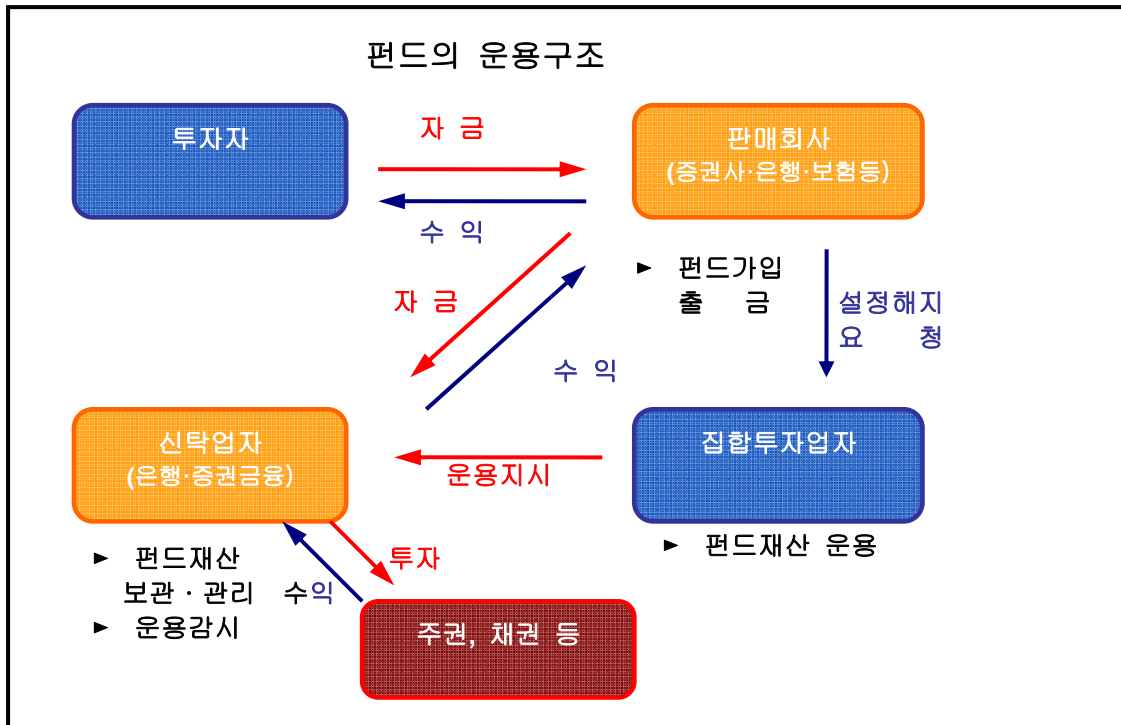 펀드의 운용구조
투자자
자 금
수 익
판매회사
(증권사·은행·보험등)
► 펀드가입
출 금
설정해지
요 청
자 금
수 익
신탁업자
(은행·증권금융)
운용지시
집합투자업자
► 펀드재산 운용
► 펀드재산
보관 · 관리
► 운용감시
투자
수익
주권, 채권 등